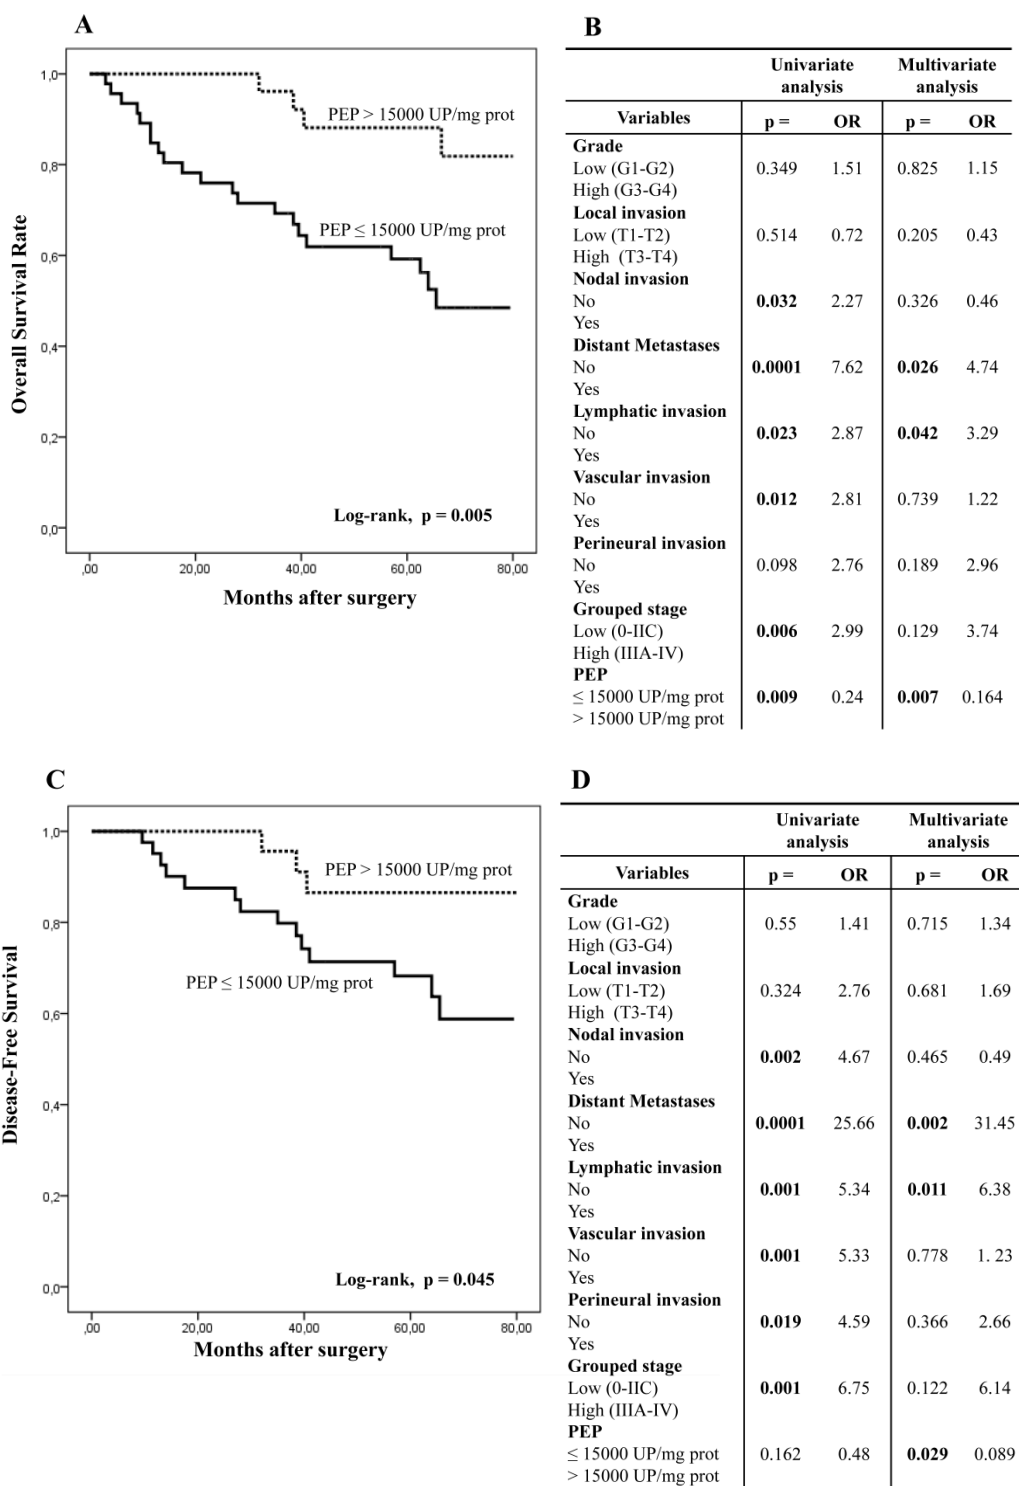 A
1,0
PEP > 15000 UP/mg prot
0,8
PEP ≤ 15000 UP/mg prot
0,6
0,4
0,2
0,0
Overall Survival Rate
Log-rank, p = 0.005
,00 20,00 40,00 60,00 80,00
Months after surgery
B
Univariate analysis Multivariate analysis
Variables p = OR p = OR
Grade
Low (G1-G2) 0.349 1.51 0.825 1.15
High (G3-G4)
Local invasion
Low (T1-T2) 0.514 0.72 0.205 0.43
High (T3-T4)
Nodal invasion
No 0.032 2.27 0.326 0.46
Yes
Distant Metastases
No 0.0001 7.62 0.026 4.74
Yes
Lymphatic invasion
No 0.023 2.87 0.042 3.29
Yes
Vascular invasion
No 0.012 2.81 0.739 1.22
Yes
Perineural invasion
No 0.098 2.76 0.189 2.96
Yes
Grouped stage
Low (0-IIC) 0.006 2.99 0.129 3.74
High (IIIA-IV)
PEP
≤ 15000 UP/mg prot 0.009 0.24 0.007 0.164
> 15000 UP/mg prot
C
1,0
PEP > 15000 UP/mg prot
0,8
PEP ≤ 15000 UP/mg prot
0,6
0,4
0,2
0,0
Disease-Free Survival
Log-rank, p = 0.045
,00 20,00 40,00 60,00 80,00
Months after surgery
D
Univariate analysis Multivariate analysis
Variables p = OR p = OR
Grade
Low (G1-G2) 0.55 1.41 0.715 1.34
High (G3-G4)
Local invasion
Low (T1-T2) 0.324 2.76 0.681 1.69
High (T3-T4)
Nodal invasion
No 0.002 4.67 0.465 0.49
Yes
Distant Metastases
No 0.0001 25.66 0.002 31.45
Yes
Lymphatic invasion
No 0.001 5.34 0.011 6.38
Yes
Vascular invasion
No 0.001 5.33 0.778 1. 23
Yes
Perineural invasion
No 0.019 4.59 0.366 2.66
Yes
Grouped stage
Low (0-IIC) 0.001 6.75 0.122 6.14
High (IIIA-IV)
PEP
≤ 15000 UP/mg prot 0.162 0.48 0.029 0.089
> 15000 UP/mg prot